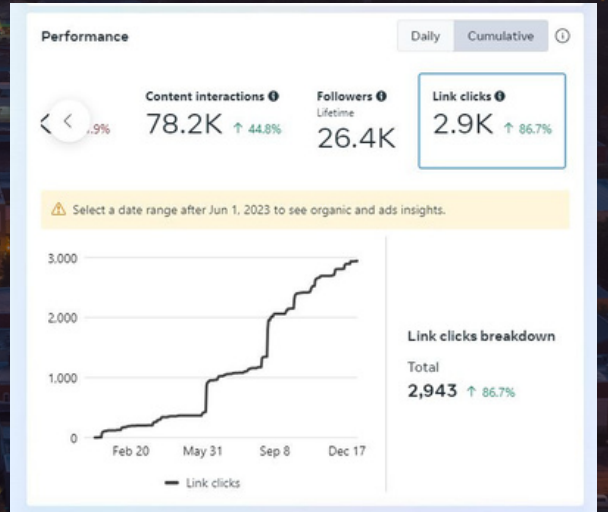 Performance
Daily Cumulative
.9%
Content interactions
78.2K ↑ 44.8%
Followers
Lifetime
26.4K
Link clicks
2.9K ↑ 86.7%
Select a date range after Jun 1, 2023 to see organic and ads insights.
3,000
2,000
1,000
0
Feb 20 May 31 Sep 8 Dec 17
Link clicks
Link clicks breakdown
Total
2,943 ↑ 86.7%